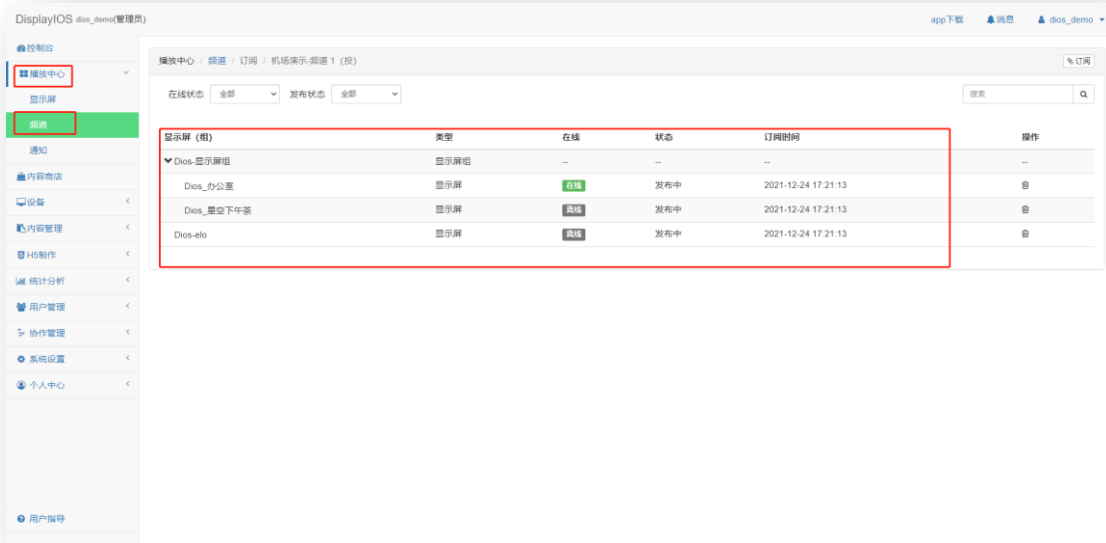 DisplayIOS dios_demo(管理员) app下载 消息 dios_demo
控制台
播放中心
显示屏
频道
通知
内容商店
设备
内容管理
H5制作
统计分析
用户管理
协作管理
系统设置
个人中心
用户指导
播放中心 / 频道 / 订阅 / 机场演示-频道 1 (投) 订阅
在线状态 全部 发布状态 全部 搜索
显示屏 (组) 类型 在线 状态 订阅时间 操作
Dios-显示屏组 显示屏组 -- -- -- --
Dios_办公室 显示屏 在线 发布中 2021-12-24 17:21:13
Dios_星空下午茶 显示屏 离线 发布中 2021-12-24 17:21:13
Dios-elo 显示屏 离线 发布中 2021-12-24 17:21:13